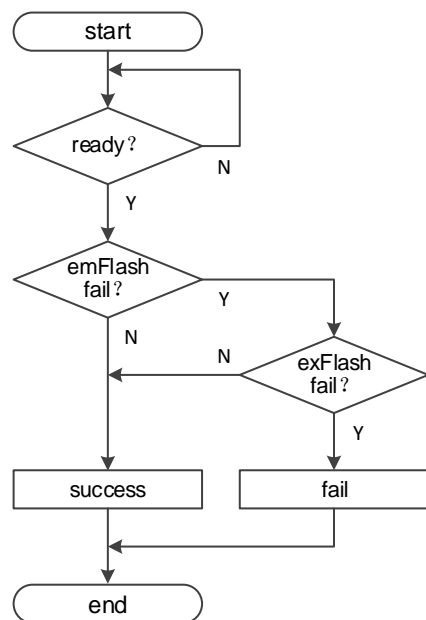 start
ready？
N
Y
emFlash
fail？
Y
N
N
exFlash
fail？
Y
success
fail
end